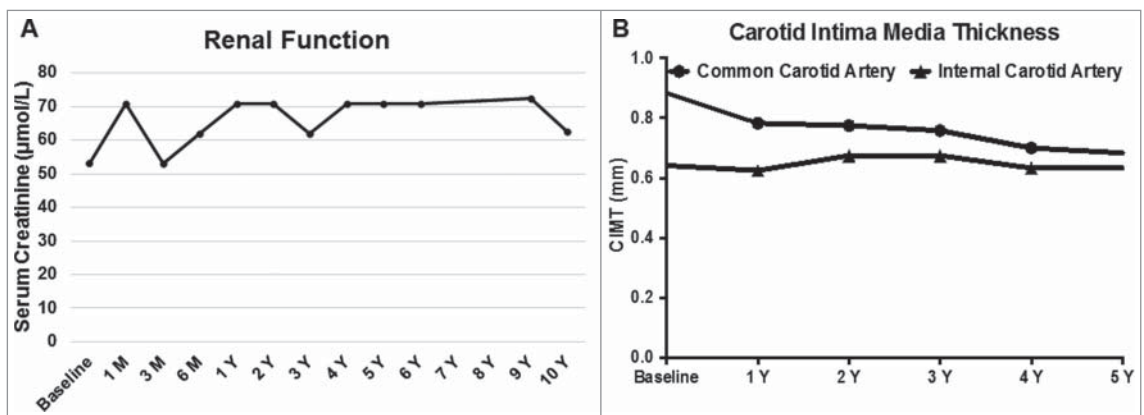 A
Renal Function
Serum Creatinine (µmol/L)
80
70
60
50
40
30
20
10
0
Baseline
1 M
3 M
6 M
1 Y
2 Y
3 Y
4 Y
5 Y
6 Y
7 Y
8 Y
9 Y
10 Y
B
Carotid Intima Media Thickness
Common Carotid Artery
Internal Carotid Artery
CIMT (mm)
1.0
0.8
0.6
0.4
0.2
0.0
Baseline
1 Y
2 Y
3 Y
4 Y
5 Y